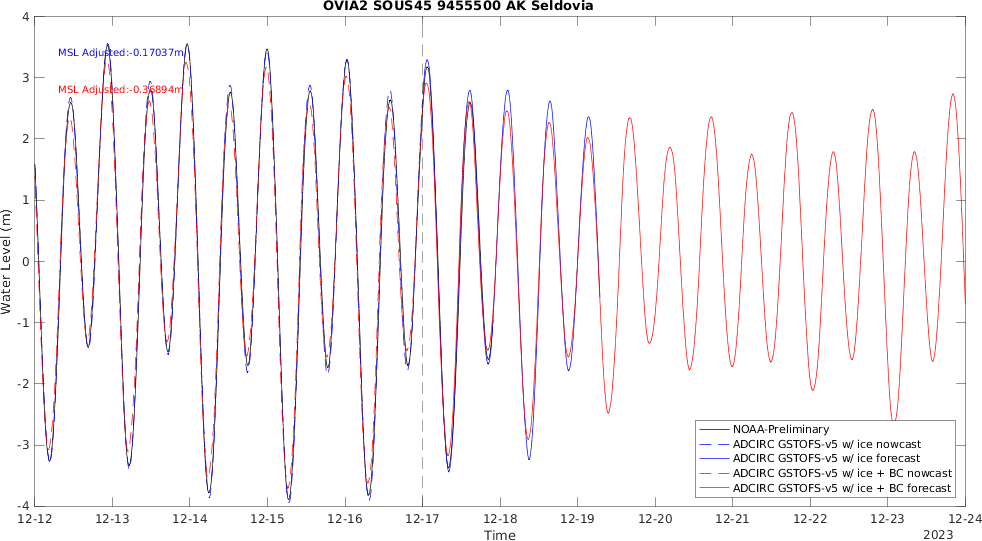 OVIA2 SOUS45 9455500 AK Seldovia
4
3
2
1
0
-1
-2
-3
-4
Water Level (m)
MSL Adjusted:-0.17037m
MSL Adjusted:-0.36894m
NOAA-Preliminary
ADCIRC GSTOFS-v5 w/ ice nowcast
ADCIRC GSTOFS-v5 w/ ice forecast
ADCIRC GSTOFS-v5 w/ ice + BC nowcast
ADCIRC GSTOFS-v5 w/ ice + BC forecast
12-12 12-13 12-14 12-15 12-16 12-17 12-18 12-19 12-20 12-21 12-22 12-23 12-24
Time
2023